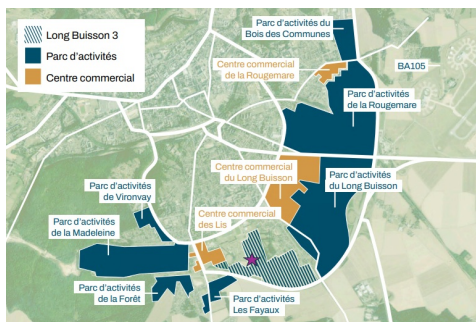 Long Buisson 3
Parc d'activités
Centre commercial
Parc d'activités du
Bois des Communes
Centre commercial
de la Rougemare
BA105
Parc d'activités
de la Rougemare
Centre commercial
du Long Buisson
Parc d'activités
du Long Buisson
Parc d'activités
de Vironvay
Centre commercial
des Lis
Parc d'activités
de la Madeleine
Parc d'activités
de la Forêt
Parc d'activités
Les Fayaux